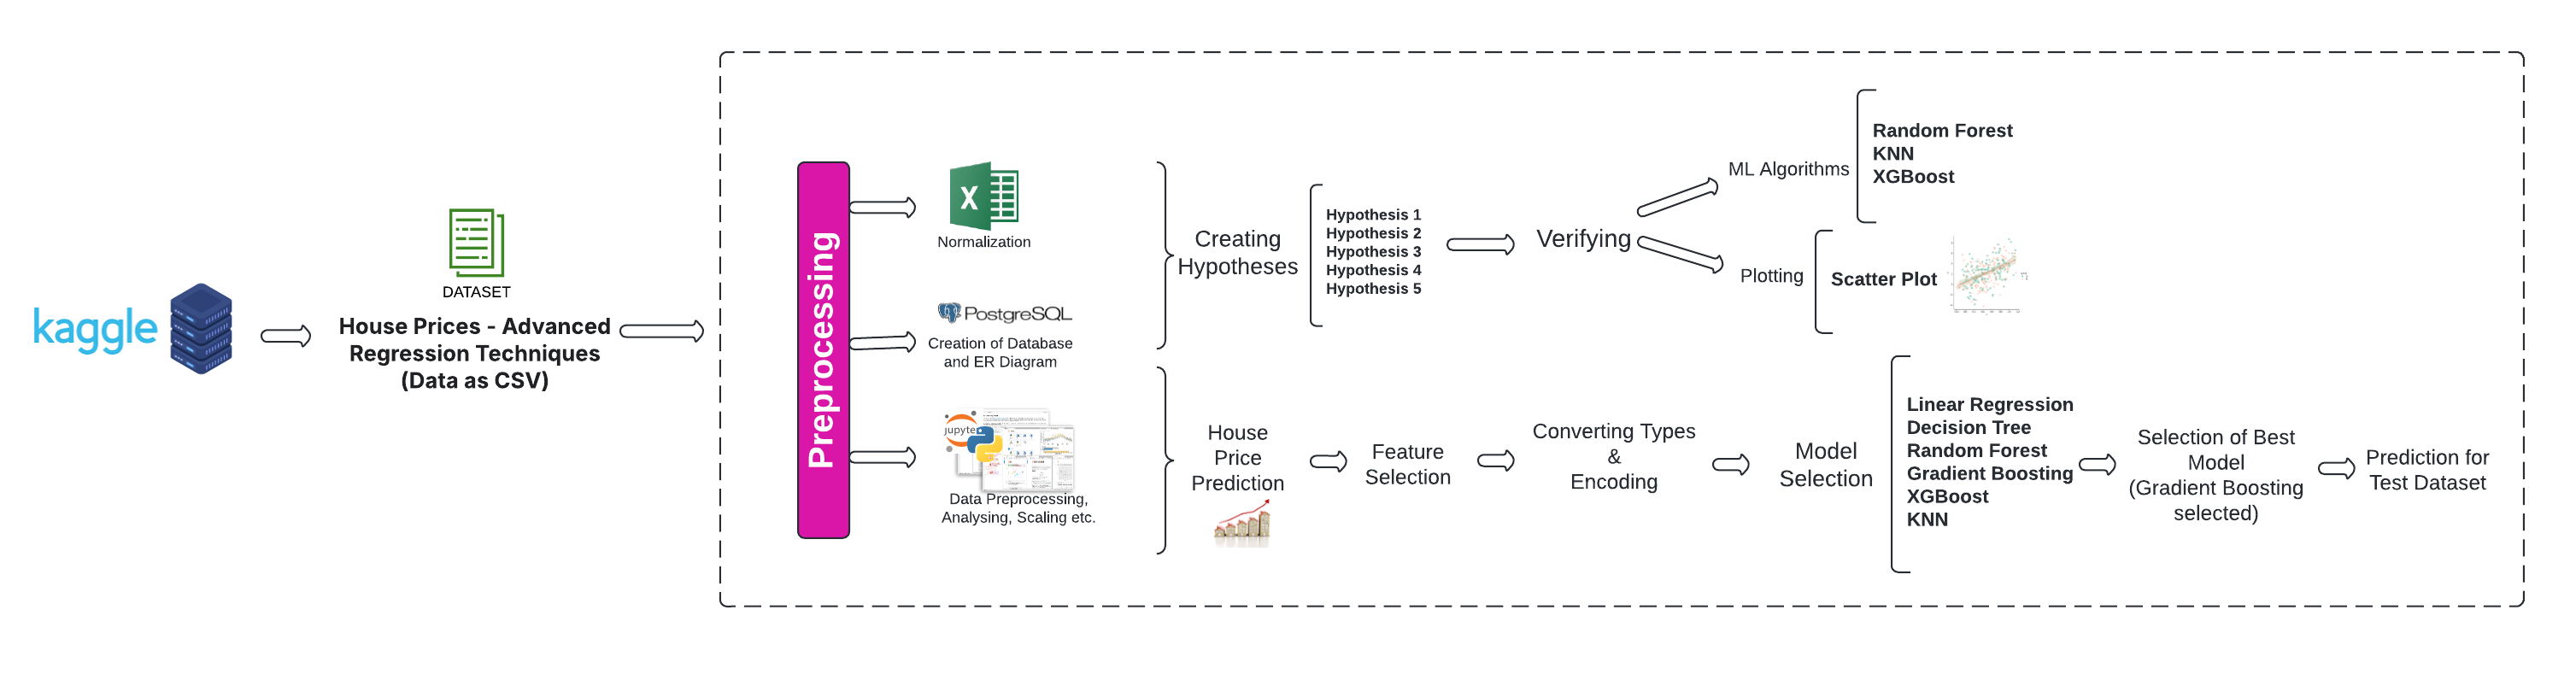 kaggle
DATASET
House Prices - Advanced
Regression Techniques
(Data as CSV)
Preprocessing
X
Normalization
PostgreSQL
Creation of Database
and ER Diagram
jupyter
Data Preprocessing,
Analysing, Scaling etc.
Creating
Hypotheses
Hypothesis 1
Hypothesis 2
Hypothesis 3
Hypothesis 4
Hypothesis 5
Verifying
ML Algorithms
Random Forest
KNN
XGBoost
Plotting
Scatter Plot
House
Price
Prediction
Feature
Selection
Converting Types
&
Encoding
Model
Selection
Linear Regression
Decision Tree
Random Forest
Gradient Boosting
XGBoost
KNN
Selection of Best
Model
(Gradient Boosting
selected)
Prediction for
Test Dataset